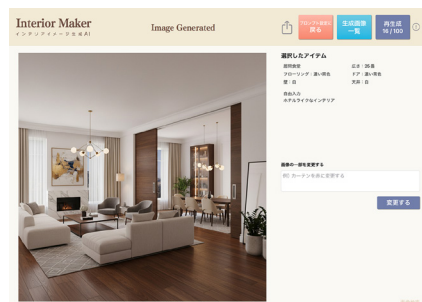 Interior Maker
インテリアイメージ生成AI
Image Generated
プロンプト設定に
戻る
生成画像
一覧
再生成
16 / 100
選択したアイテム
照明食堂
広さ：35畳
フローリング：濃い茶色
ドア：濃い茶色
壁：白
天井：白
自由入力
ホテルライクなインテリア
画像の一部を変更する
例）カーテンを赤に変更する
変更する